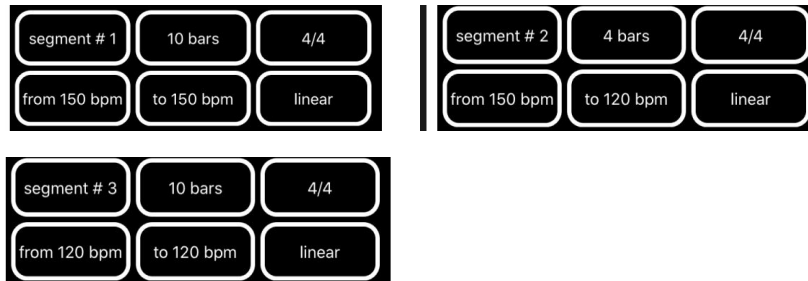 segment # 1 10 bars 4/4
from 150 bpm to 150 bpm linear
segment # 2 4 bars 4/4
from 150 bpm to 120 bpm linear
segment # 3 10 bars 4/4
from 120 bpm to 120 bpm linear